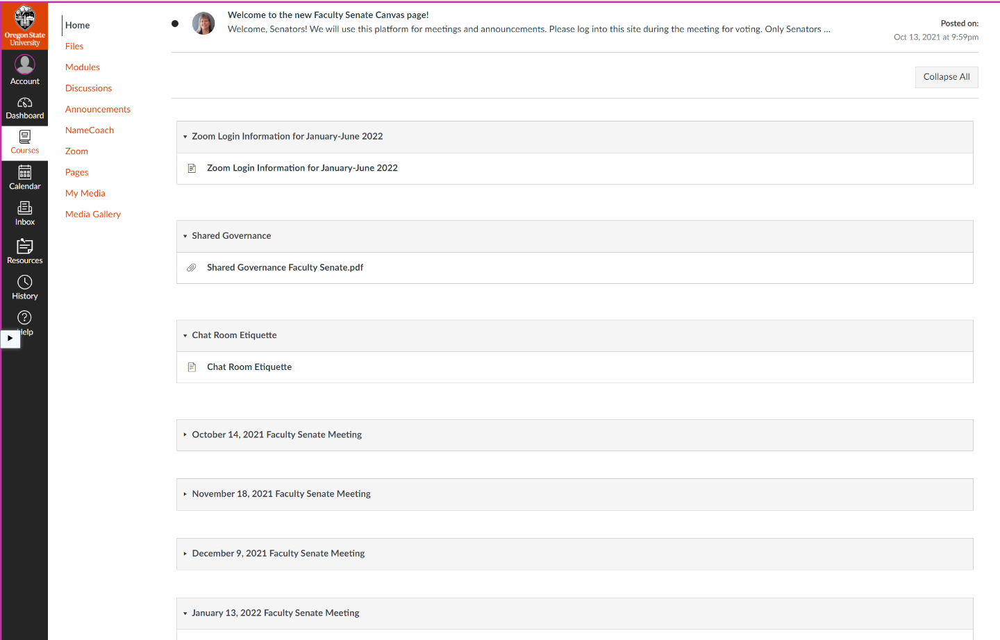 Oregon State
University
Account
Dashboard
Courses
Calendar
Inbox
Resources
History
Help
Home
Files
Modules
Discussions
Announcements
NameCoach
Zoom
Pages
My Media
Media Gallery
Welcome to the new Faculty Senate Canvas page!
Welcome, Senators! We will use this platform for meetings and announcements. Please log into this site during the meeting for voting. Only Senators ...
Posted on:
Oct 13, 2021 at 9:59pm
Collapse All
Zoom Login Information for January-June 2022
Zoom Login Information for January-June 2022
Shared Governance
Shared Governance Faculty Senate.pdf
Chat Room Etiquette
Chat Room Etiquette
October 14, 2021 Faculty Senate Meeting
November 18, 2021 Faculty Senate Meeting
December 9, 2021 Faculty Senate Meeting
January 13, 2022 Faculty Senate Meeting